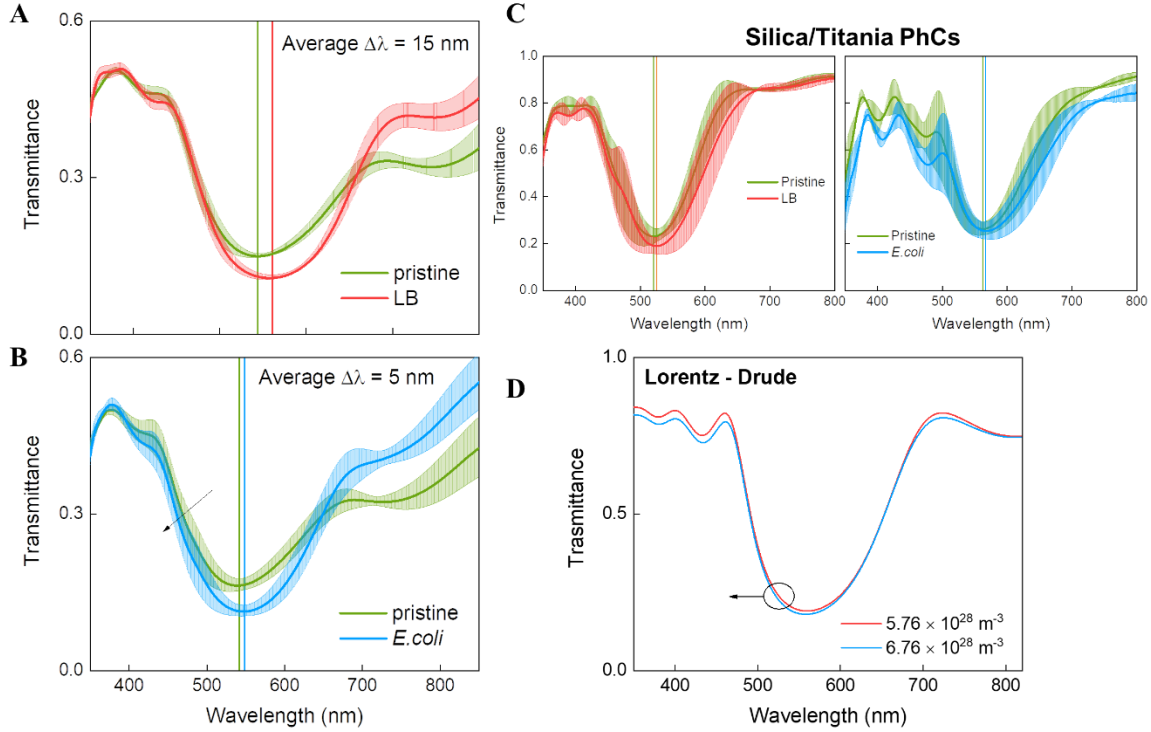 A
0.6
Average Δλ = 15 nm
Transmittance
0.3
pristine
LB
0.0
B
0.6
Average Δλ = 5 nm
Transmittance
0.3
pristine
E.coli
0.0
400 500 600 700 800
Wavelength (nm)
C
Silica/Titania PhCs
1.0
0.8
Transmittance
0.6
0.4
Pristine
LB
0.2
0.0
400 500 600 700 800
Wavelength (nm)
Pristine
E.coli
400 500 600 700 800
Wavelength (nm)
D
1.0
Lorentz - Drude
Trasmittance
0.5
5.76 × 10²⁸ m⁻³
6.76 × 10²⁸ m⁻³
0.0
400 500 600 700 800
Wavelength (nm)